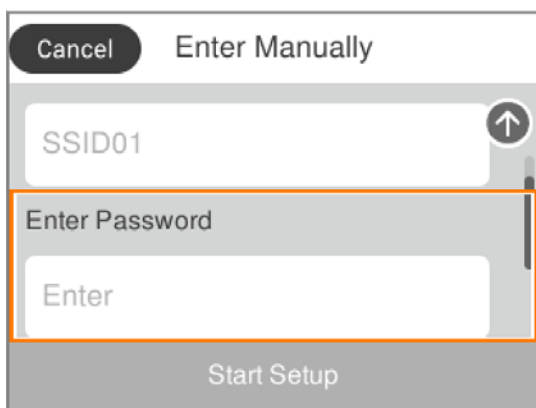 Cancel Enter Manually
SSID01
Enter Password
Enter
Start Setup